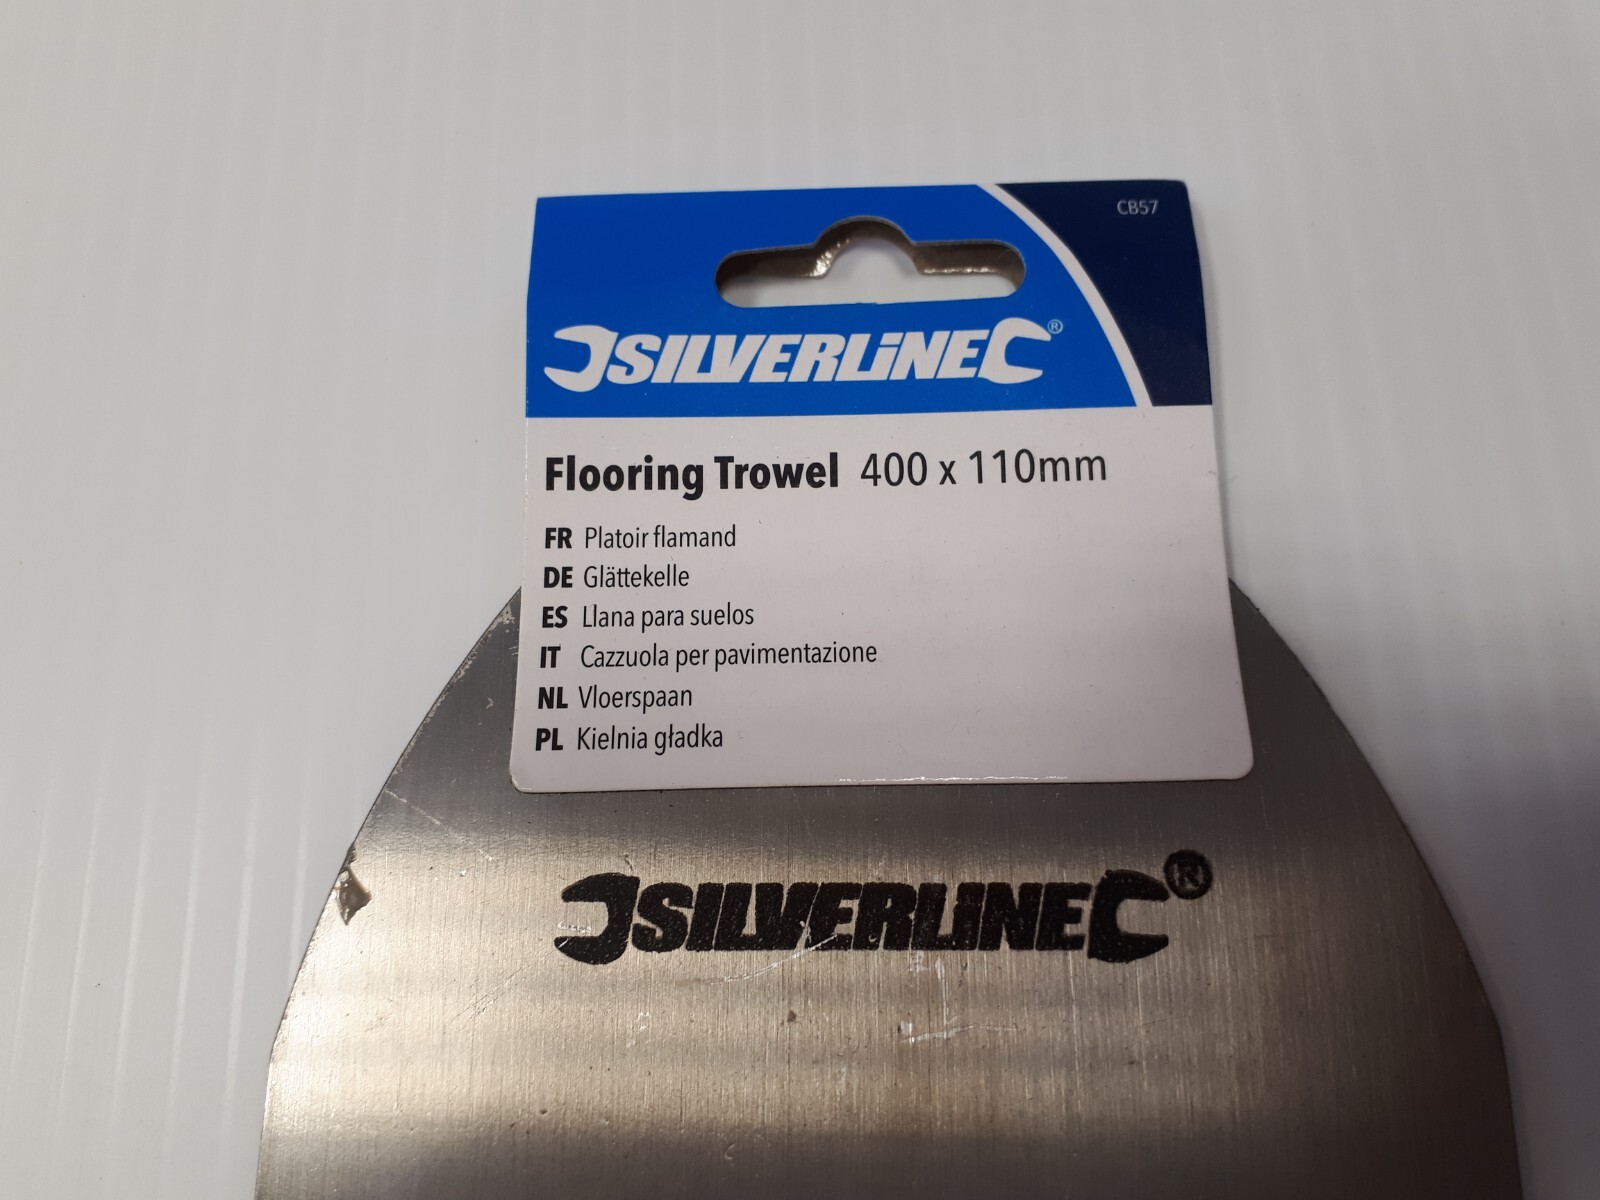 CB57
SILVERLINE®
Flooring Trowel 400 x 110mm
FR Platoir flamand
DE Glättekelle
ES Llana para suelos
IT Cazzuola per pavimentazione
NL Vloerspaan
PL Kielnia gładka
SILVERLINE®